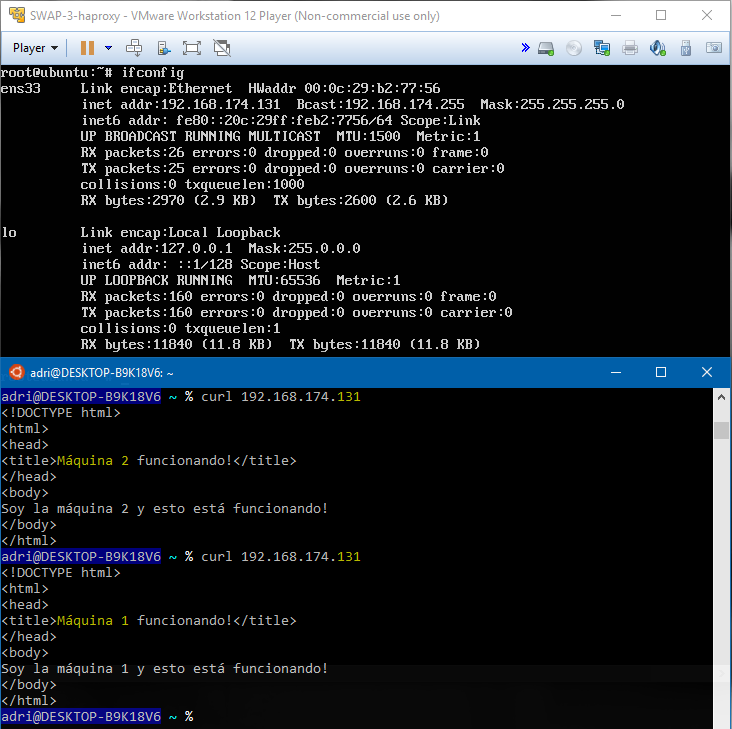 SWAP-3-haproxy - VMware Workstation 12 Player (Non-commercial use only)
Player
root@ubuntu:~# ifconfig
ens33     Link encap:Ethernet  HWaddr 00:0c:29:b2:77:56
          inet addr:192.168.174.131  Bcast:192.168.174.255  Mask:255.255.255.0
          inet6 addr: fe80::20c:29ff:feb2:7756/64 Scope:Link
          UP BROADCAST RUNNING MULTICAST  MTU:1500  Metric:1
          RX packets:26 errors:0 dropped:0 overruns:0 frame:0
          TX packets:25 errors:0 dropped:0 overruns:0 carrier:0
          collisions:0 txqueuelen:1000
          RX bytes:2970 (2.9 KB)  TX bytes:2600 (2.6 KB)

lo        Link encap:Local Loopback
          inet addr:127.0.0.1  Mask:255.0.0.0
          inet6 addr: ::1/128 Scope:Host
          UP LOOPBACK RUNNING  MTU:65536  Metric:1
          RX packets:160 errors:0 dropped:0 overruns:0 frame:0
          TX packets:160 errors:0 dropped:0 overruns:0 carrier:0
          collisions:0 txqueuelen:1
          RX bytes:11840 (11.8 KB)  TX bytes:11840 (11.8 KB)
adri@DESKTOP-B9K18V6: ~
adri@DESKTOP-B9K18V6 ~ % curl 192.168.174.131
<!DOCTYPE html>
<html>
<head>
<title>Máquina 2 funcionando!</title>
</head>
<body>
Soy la máquina 2 y esto está funcionando!
</body>
</html>
adri@DESKTOP-B9K18V6 ~ % curl 192.168.174.131
<!DOCTYPE html>
<html>
<head>
<title>Máquina 1 funcionando!</title>
</head>
<body>
Soy la máquina 1 y esto está funcionando!
</body>
</html>
adri@DESKTOP-B9K18V6 ~ %